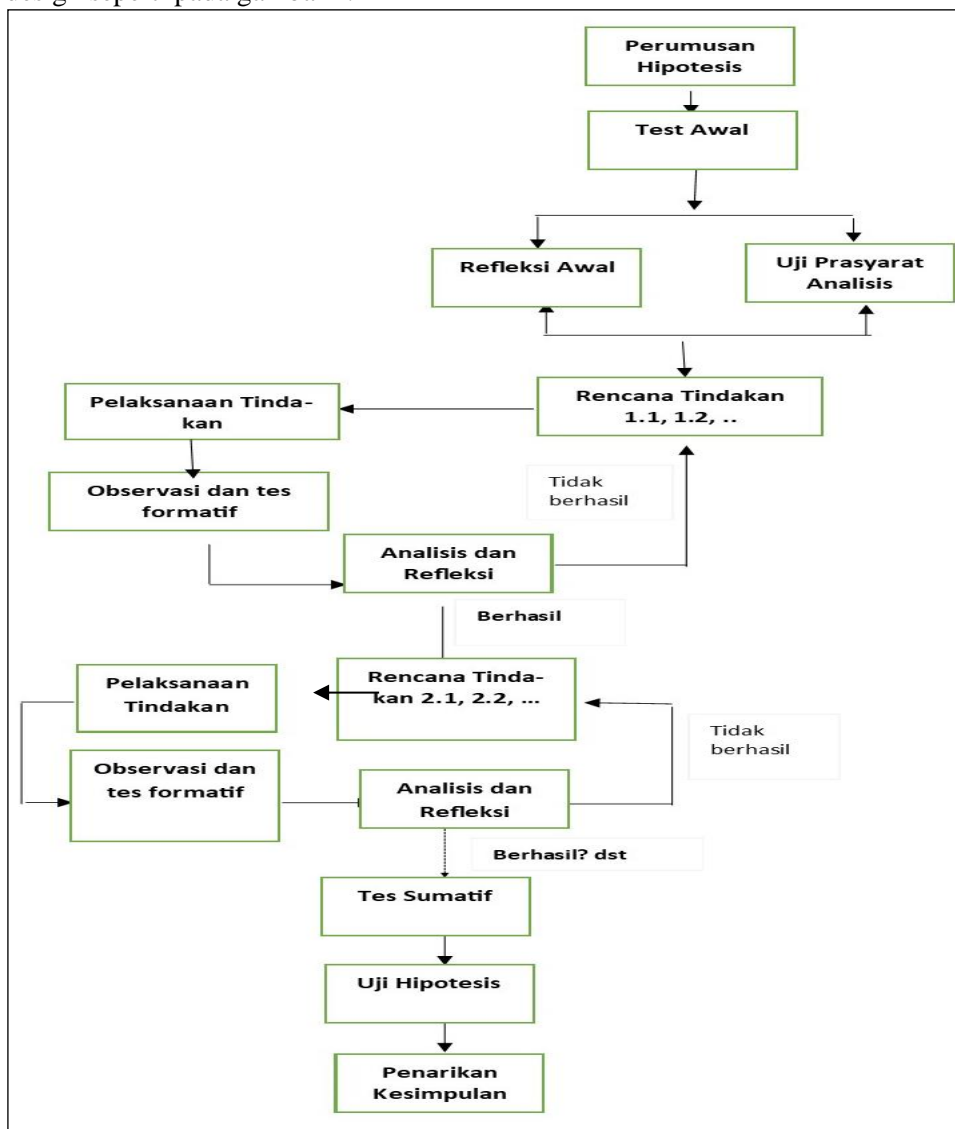 Perumusan
Hipotesis
Test Awal
Refleksi Awal
Uji Prasyarat
Analisis
Rencana Tindakan
1.1, 1.2, ..
Pelaksanaan Tinda-
kan
Observasi dan tes
formatif
Tidak
berhasil
Analisis dan
Refleksi
Berhasil
Rencana Tinda-
kan 2.1, 2.2, ...
Pelaksanaan
Tindakan
Tidak
berhasil
Observasi dan
tes formatif
Analisis dan
Refleksi
Berhasil? dst
Tes Sumatif
Uji Hipotesis
Penarikan
Kesimpulan